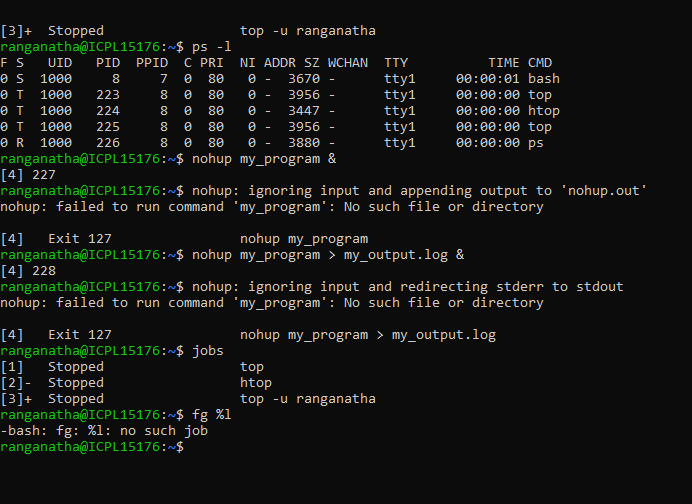 [3]+  Stopped                 top -u ranganatha
ranganatha@ICPL15176:~$ ps -l
F S   UID   PID  PPID  C PRI  NI ADDR SZ WCHAN  TTY          TIME CMD
0 S  1000     8     7  0  80   0 -  3670 -      tty1     00:00:01 bash
0 T  1000   223     8  0  80   0 -  3956 -      tty1     00:00:00 top
0 T  1000   224     8  0  80   0 -  3447 -      tty1     00:00:00 htop
0 T  1000   225     8  0  80   0 -  3956 -      tty1     00:00:00 top
0 R  1000   226     8  0  80   0 -  3880 -      tty1     00:00:00 ps
ranganatha@ICPL15176:~$ nohup my_program &
[4] 227
ranganatha@ICPL15176:~$ nohup: ignoring input and appending output to 'nohup.out'
nohup: failed to run command 'my_program': No such file or directory
[4]   Exit 127                nohup my_program
ranganatha@ICPL15176:~$ nohup my_program > my_output.log &
[4] 228
ranganatha@ICPL15176:~$ nohup: ignoring input and redirecting stderr to stdout
nohup: failed to run command 'my_program': No such file or directory
[4]   Exit 127                nohup my_program > my_output.log
ranganatha@ICPL15176:~$ jobs
[1]   Stopped                 top
[2]-  Stopped                 htop
[3]+  Stopped                 top -u ranganatha
ranganatha@ICPL15176:~$ fg %l
-bash: fg: %l: no such job
ranganatha@ICPL15176:~$